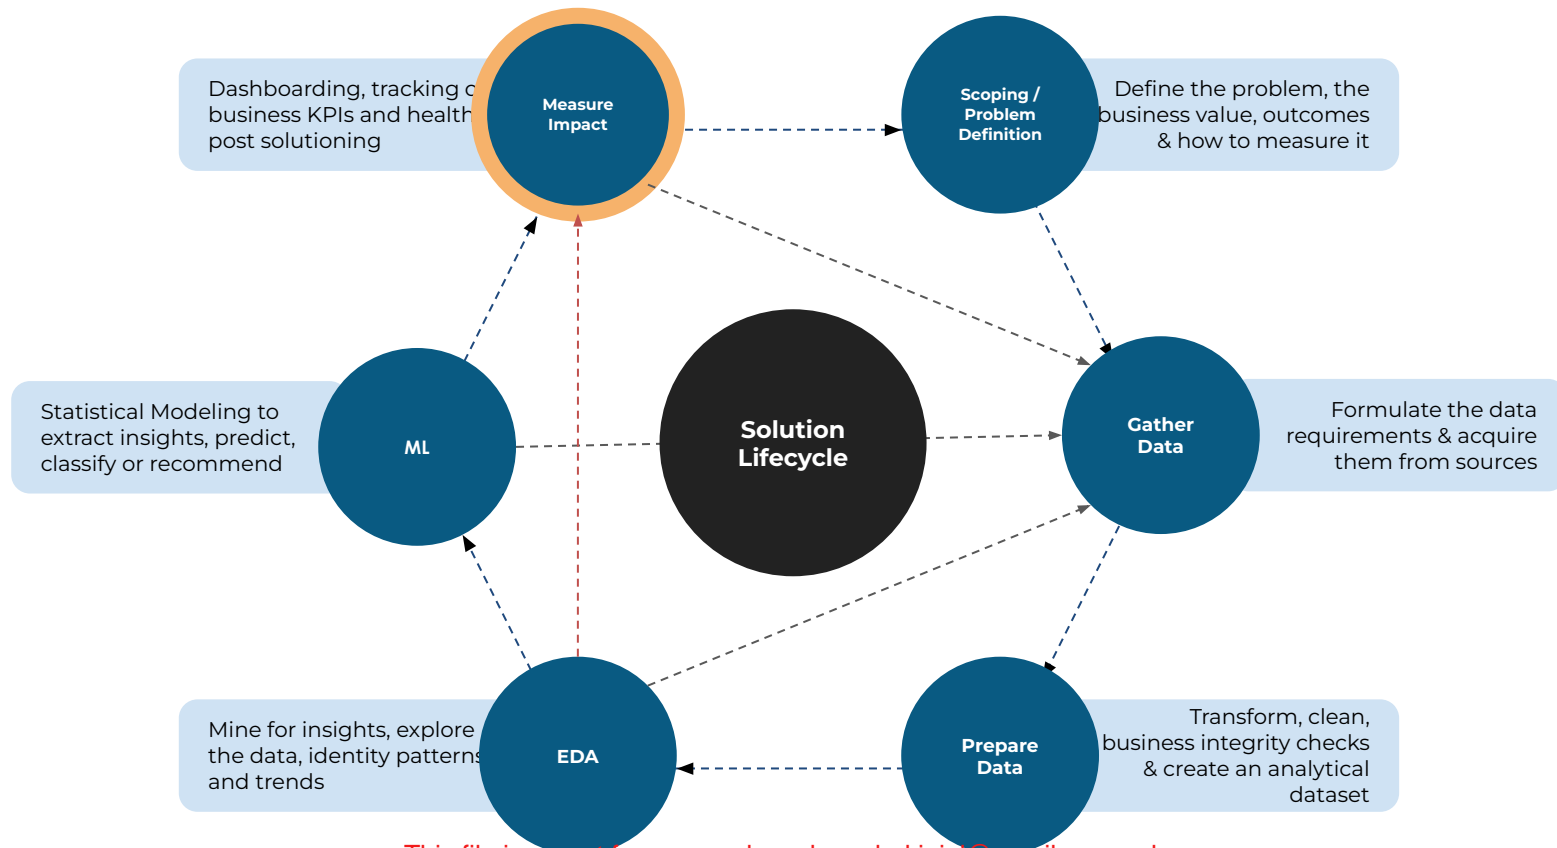 Dashboarding, tracking
business KPIs and health
post solutioning
Measure
Impact
Scoping /
Problem
Definition
Define the problem, the
business value, outcomes
& how to measure it
Statistical Modeling to
extract insights, predict,
classify or recommend
ML
Solution
Lifecycle
Gather
Data
Formulate the data
requirements & acquire
them from sources
Mine for insights, explore
the data, identity patterns
and trends
EDA
Prepare
Data
Transform, clean,
business integrity checks
& create an analytical
dataset
This file is